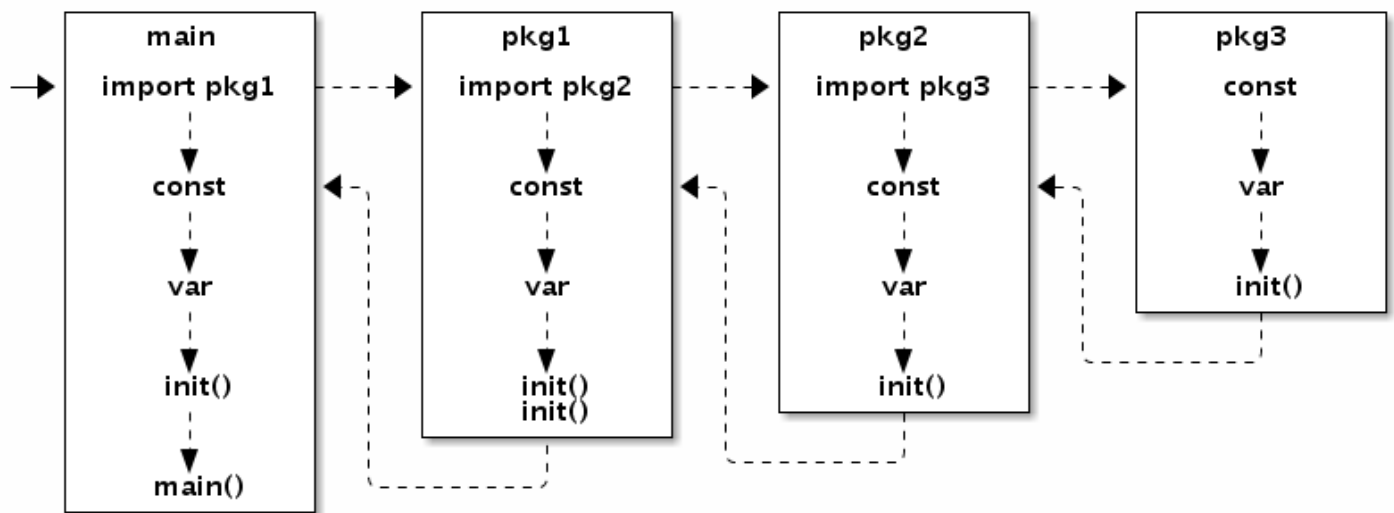 main
import pkg1
const
var
init()
main()
pkg1
import pkg2
const
var
init()
init()
pkg2
import pkg3
const
var
init()
pkg3
const
var
init()